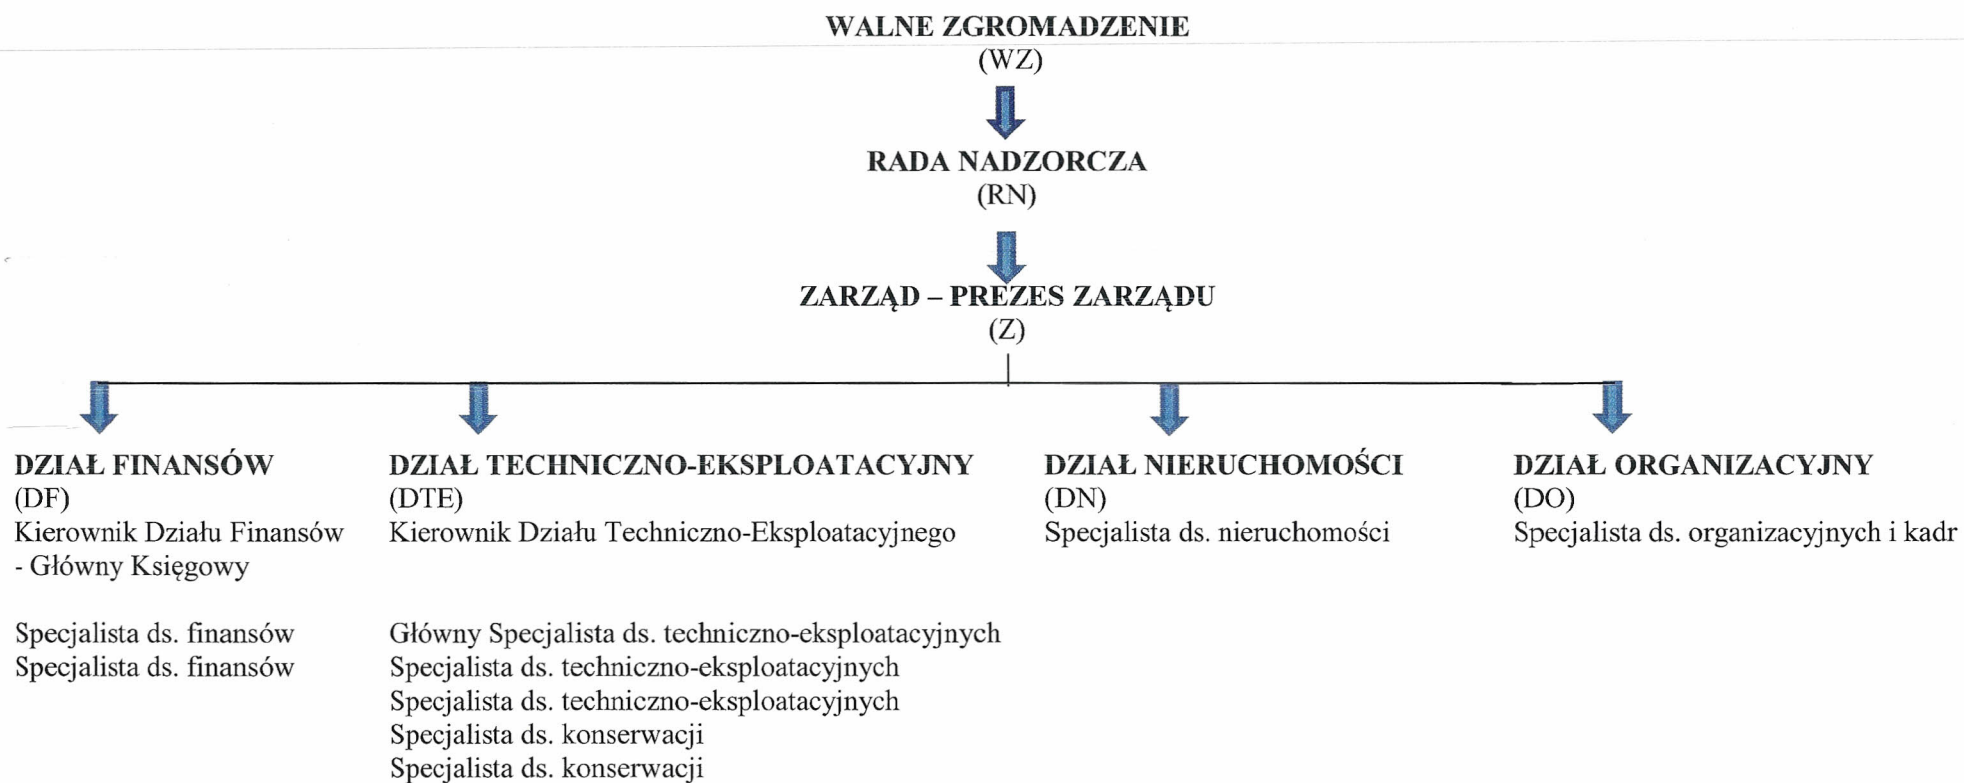 WALNE ZGROMADZENIE
(WZ)
RADA NADZORCZA
(RN)
ZARZĄD – PREZES ZARZĄDU
(Z)
DZIAŁ FINANSÓW
(DF)
Kierownik Działu Finansów
- Główny Księgowy
Specjalista ds. finansów
Specjalista ds. finansów
DZIAŁ TECHNICZNO-EKSPLOATACYJNY
(DTE)
Kierownik Działu Techniczno-Eksploatacyjnego
Główny Specjalista ds. techniczno-eksploatacyjnych
Specjalista ds. techniczno-eksploatacyjnych
Specjalista ds. techniczno-eksploatacyjnych
Specjalista ds. konserwacji
Specjalista ds. konserwacji
DZIAŁ NIERUCHOMOŚCI
(DN)
Specjalista ds. nieruchomości
DZIAŁ ORGANIZACYJNY
(DO)
Specjalista ds. organizacyjnych i kadr